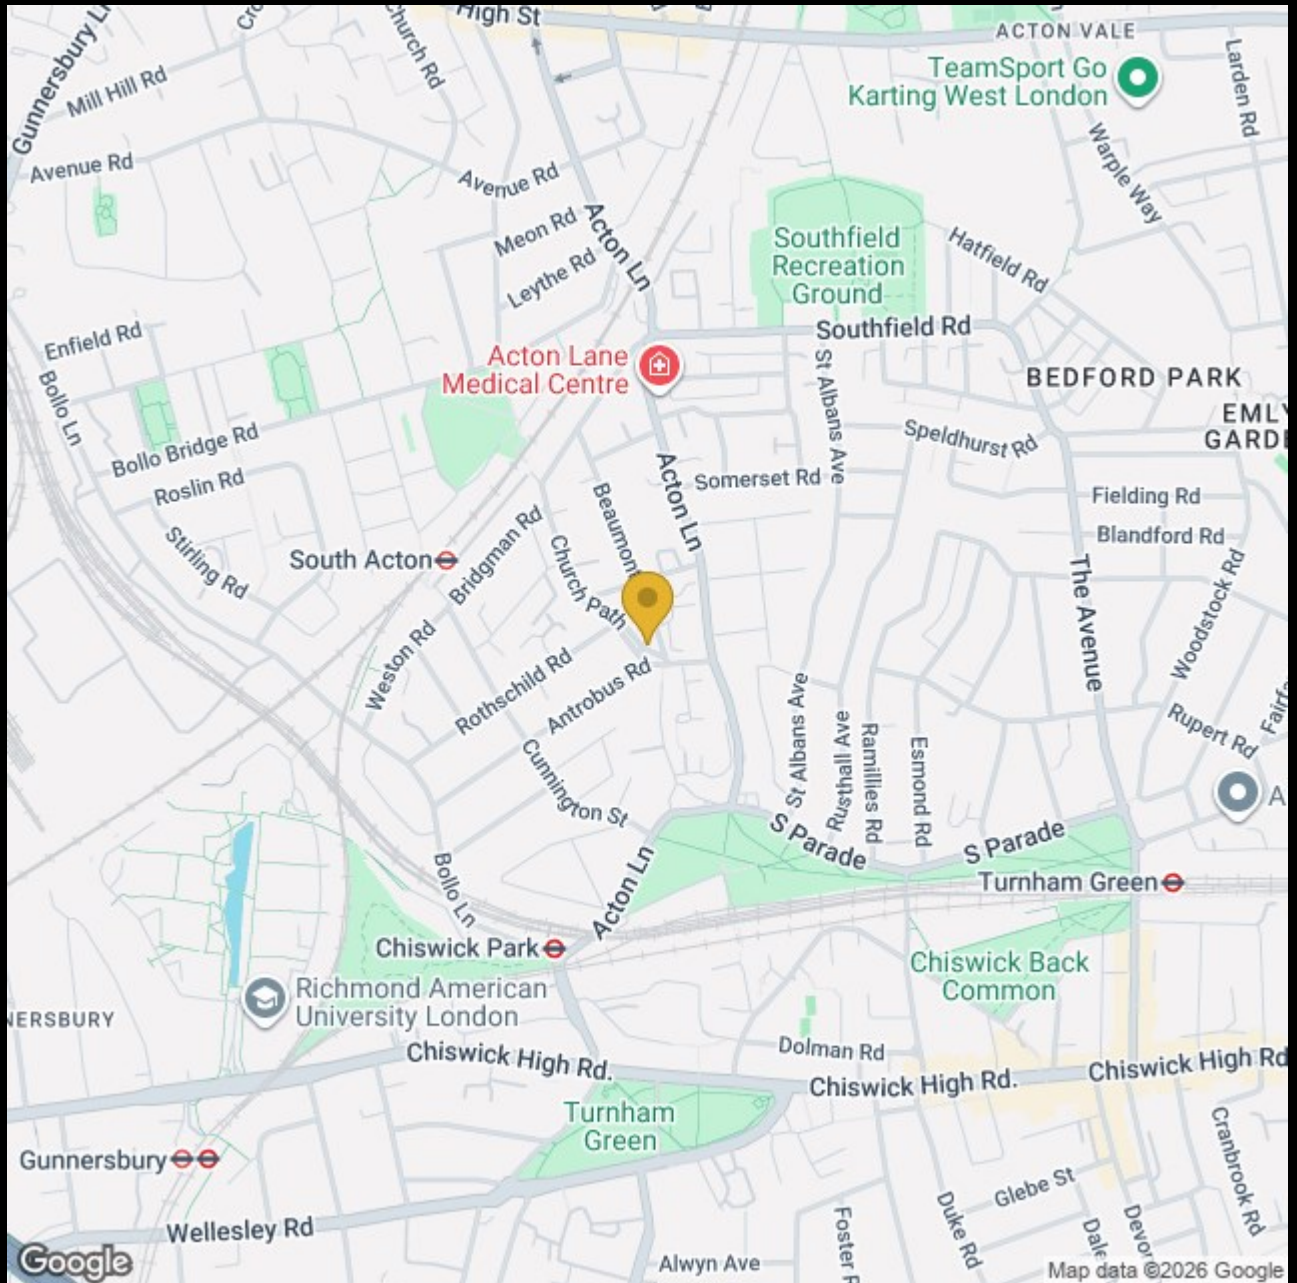 High St
ACTON VALE
TeamSport Go
Karting West London
Larden Rd
Gunnersbury Ln
Church Rd
Mill Hill Rd
Warple Way
Avenue Rd
Avenue Rd
Meon Rd
Acton Ln
Leythe Rd
Southfield
Recreation
Ground
Hatfield Rd
Enfield Rd
Southfield Rd
Acton Lane
Medical Centre
St Albans Ave
BEDFORD PARK
Bollo Ln
Bollo Bridge Rd
Speldhurst Rd
Roslin Rd
Acton Ln
Somerset Rd
Beaumont
Fielding Rd
Blandford Rd
Stirling Rd
South Acton
Bridgman Rd
Church Path
The Avenue
Woodstock Rd
Weston Rd
Rothschild Rd
Antrobus Rd
St Albans Ave
Rusthall Ave
Ramillies Rd
Esmond Rd
Rupert Rd
Cunnington St
S Parade
S Parade
Bollo Ln
Acton Ln
Turnham Green
Chiswick Park
Chiswick Back
Common
Richmond American
University London
NERSBURY
Chiswick High Rd.
Dolman Rd
Chiswick High Rd.
Chiswick High Rd
Turnham
Green
Gunnersbury
Cranbrook Rd
Glebe St
Duke Rd
Wellesley Rd
Alwyn Ave
Google
Map data ©2026 Google